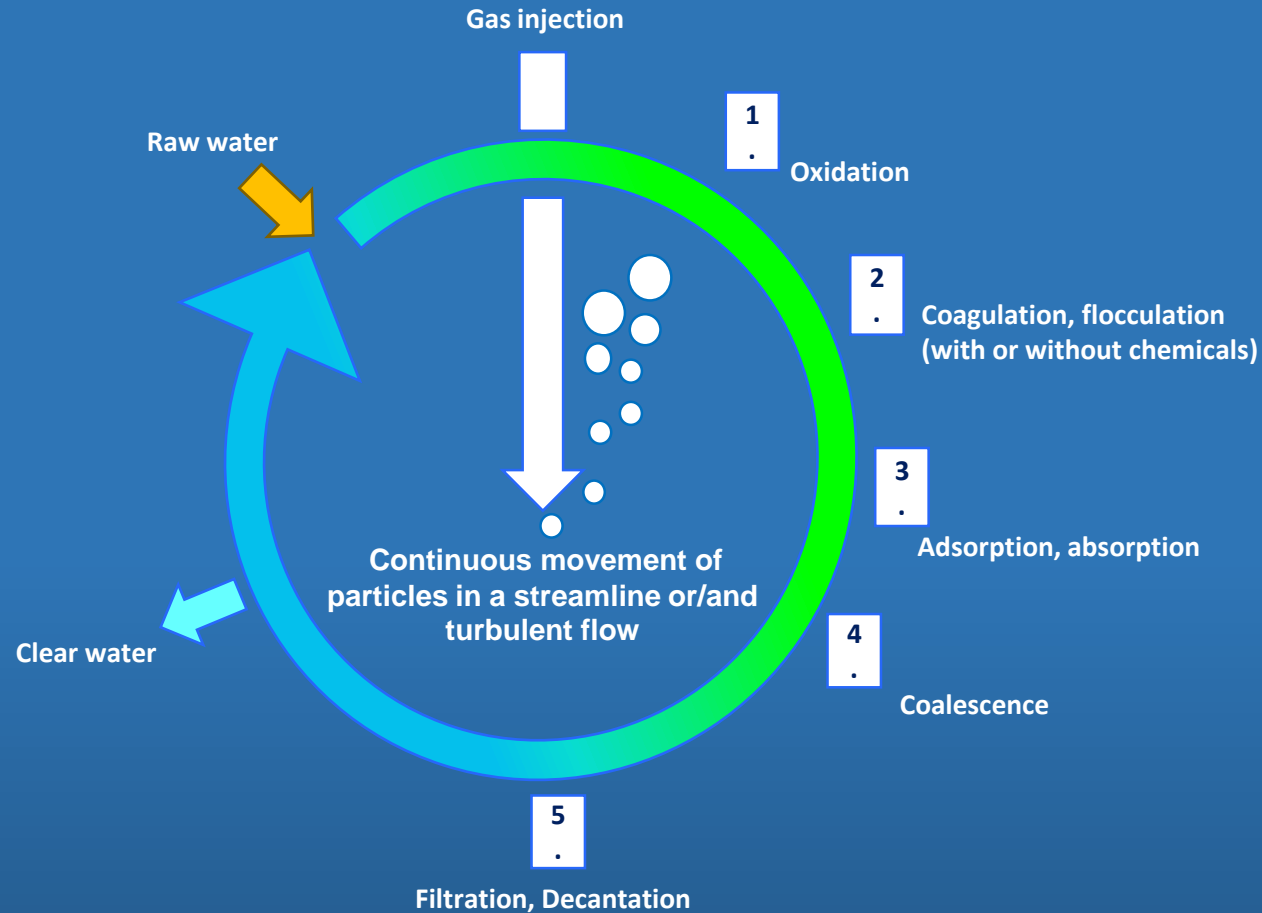 Gas injection
Raw water
1
.
Oxidation
2
.
Coagulation, flocculation
(with or without chemicals)
3
.
Adsorption, absorption
Continuous movement of
particles in a streamline or/and
turbulent flow
4
.
Coalescence
Clear water
5
.
Filtration, Decantation